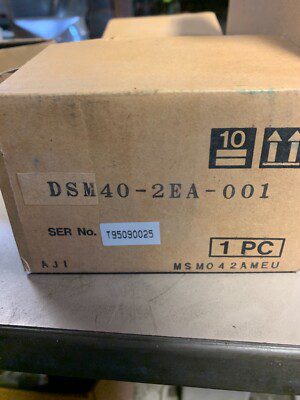 10
DSM40-2EA-001
SER No. T95090025
1 PC
AJI MSM042AMEU